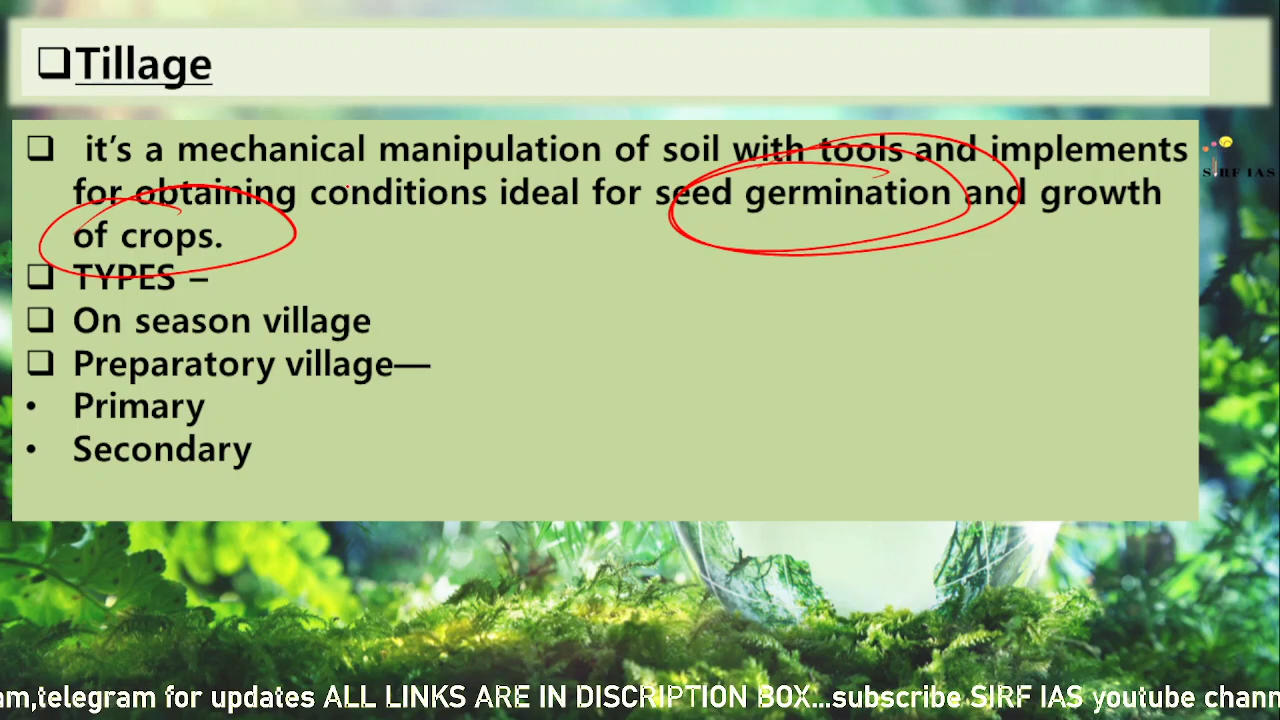 ❑Tillage
❑ it's a mechanical manipulation of soil with tools and implements
for obtaining conditions ideal for seed germination and growth
of crops.
❑ TYPES –
❑ On season village
❑ Preparatory village—
• Primary
• Secondary
SIRF IAS
am,telegram for updates ALL LINKS ARE IN DISCRIPTION BOX...subscribe SIRF IAS youtube chann